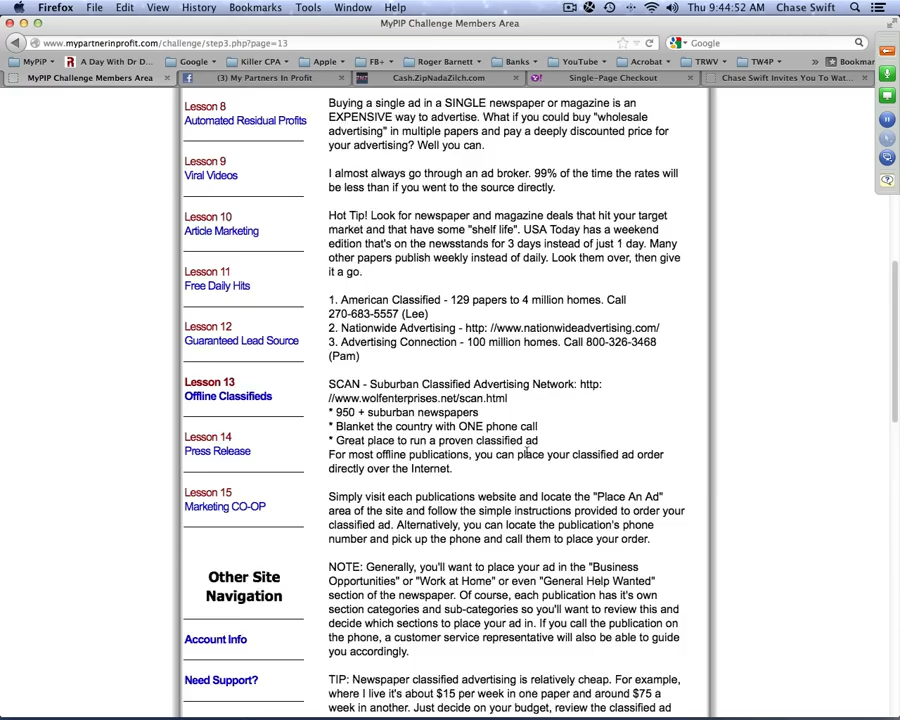 Firefox File Edit View History Bookmarks Tools Window Help Thu 9:44:52 AM Chase Swift
MyPIP Challenge Members Area
www.mypartnerinprofit.com/challenge/step3.php?page=13 Google
MyPiP A Day With Dr D... Google Killer CPA Apple FB+ Roger Barnett Banks YouTube Acrobat TRWV TW4P Bookmar
MyPIP Challenge Members Area (3) My Partners In Profit Cash.ZipNadaZilch.com Single-Page Checkout Chase Swift Invites You To Wat...
Lesson 8
Automated Residual Profits
Lesson 9
Viral Videos
Lesson 10
Article Marketing
Lesson 11
Free Daily Hits
Lesson 12
Guaranteed Lead Source
Lesson 13
Offline Classifieds
Lesson 14
Press Release
Lesson 15
Marketing CO-OP
Other Site
Navigation
Account Info
Need Support?
Buying a single ad in a SINGLE newspaper or magazine is an
EXPENSIVE way to advertise. What if you could buy "wholesale
advertising" in multiple papers and pay a deeply discounted price for
your advertising? Well you can.
I almost always go through an ad broker. 99% of the time the rates will
be less than if you went to the source directly.
Hot Tip! Look for newspaper and magazine deals that hit your target
market and that have some "shelf life". USA Today has a weekend
edition that's on the newsstands for 3 days instead of just 1 day. Many
other papers publish weekly instead of daily. Look them over, then give
it a go.
1. American Classified - 129 papers to 4 million homes. Call
270-683-5557 (Lee)
2. Nationwide Advertising - http: //www.nationwideadvertising.com/
3. Advertising Connection - 100 million homes. Call 800-326-3468
(Pam)
SCAN - Suburban Classified Advertising Network: http:
//www.wolfenterprises.net/scan.html
* 950 + suburban newspapers
* Blanket the country with ONE phone call
* Great place to run a proven classified ad
For most offline publications, you can place your classified ad order
directly over the Internet.
Simply visit each publications website and locate the "Place An Ad"
area of the site and follow the simple instructions provided to order your
classified ad. Alternatively, you can locate the publication's phone
number and pick up the phone and call them to place your order.
NOTE: Generally, you'll want to place your ad in the "Business
Opportunities" or "Work at Home" or even "General Help Wanted"
section of the newspaper. Of course, each publication has it's own
section categories and sub-categories so you'll want to review this and
decide which sections to place your ad in. If you call the publication on
the phone, a customer service representative will also be able to guide
you accordingly.
TIP: Newspaper classified advertising is relatively cheap. For example,
where I live it's about $15 per week in one paper and around $75 a
week in another. Just decide on your budget, review the classified ad